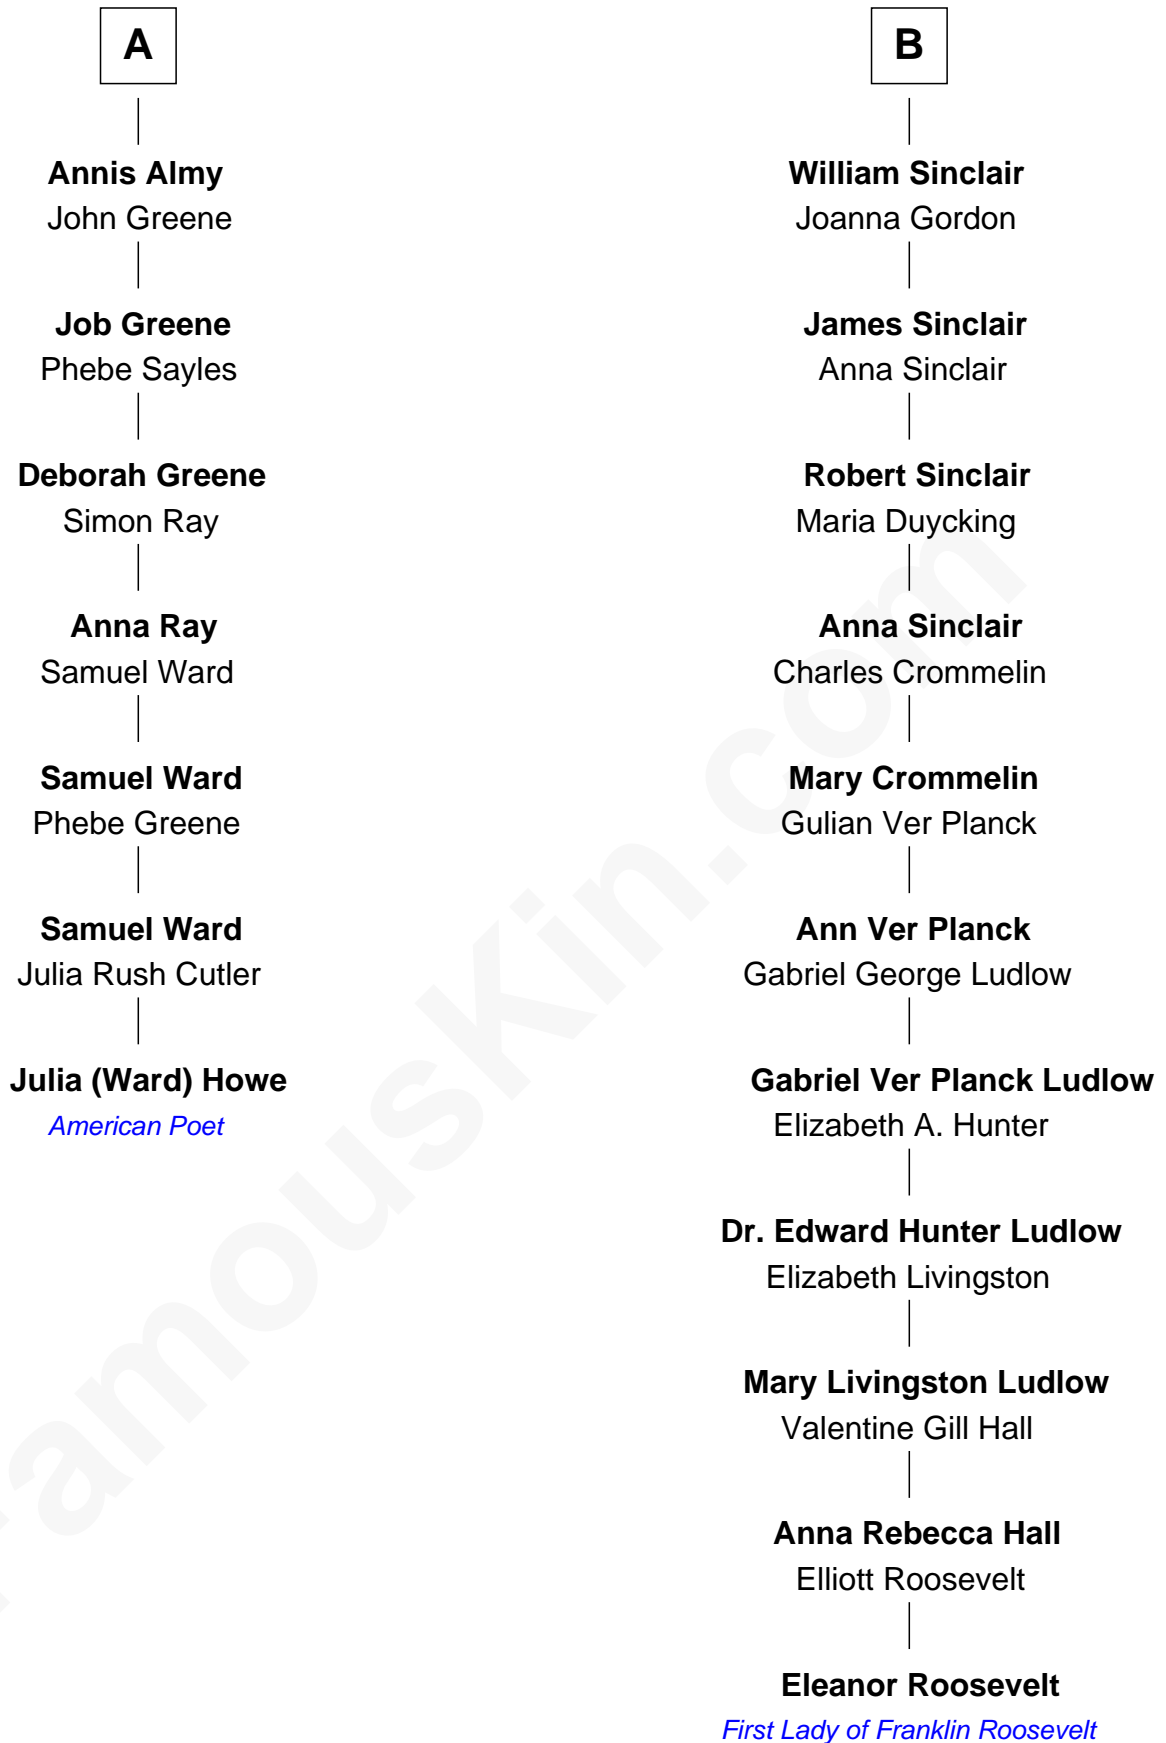 A
Annis Almy
John Greene
Job Greene
Phebe Sayles
Deborah Greene
Simon Ray
Anna Ray
Samuel Ward
Samuel Ward
Phebe Greene
Samuel Ward
Julia Rush Cutler
Julia (Ward) Howe
American Poet
B
William Sinclair
Joanna Gordon
James Sinclair
Anna Sinclair
Robert Sinclair
Maria Duycking
Anna Sinclair
Charles Crommelin
Mary Crommelin
Gulian Ver Planck
Ann Ver Planck
Gabriel George Ludlow
Gabriel Ver Planck Ludlow
Elizabeth A. Hunter
Dr. Edward Hunter Ludlow
Elizabeth Livingston
Mary Livingston Ludlow
Valentine Gill Hall
Anna Rebecca Hall
Elliott Roosevelt
Eleanor Roosevelt
First Lady of Franklin Roosevelt
FamousKin.com